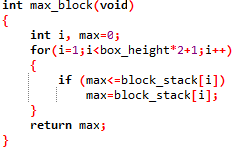 int max_block(void)
{
int i, max=0;
for(i=1;i<box_height*2+1;i++)
{
if (max<=block_stack[i])
max=block_stack[i];
}
return max;
}